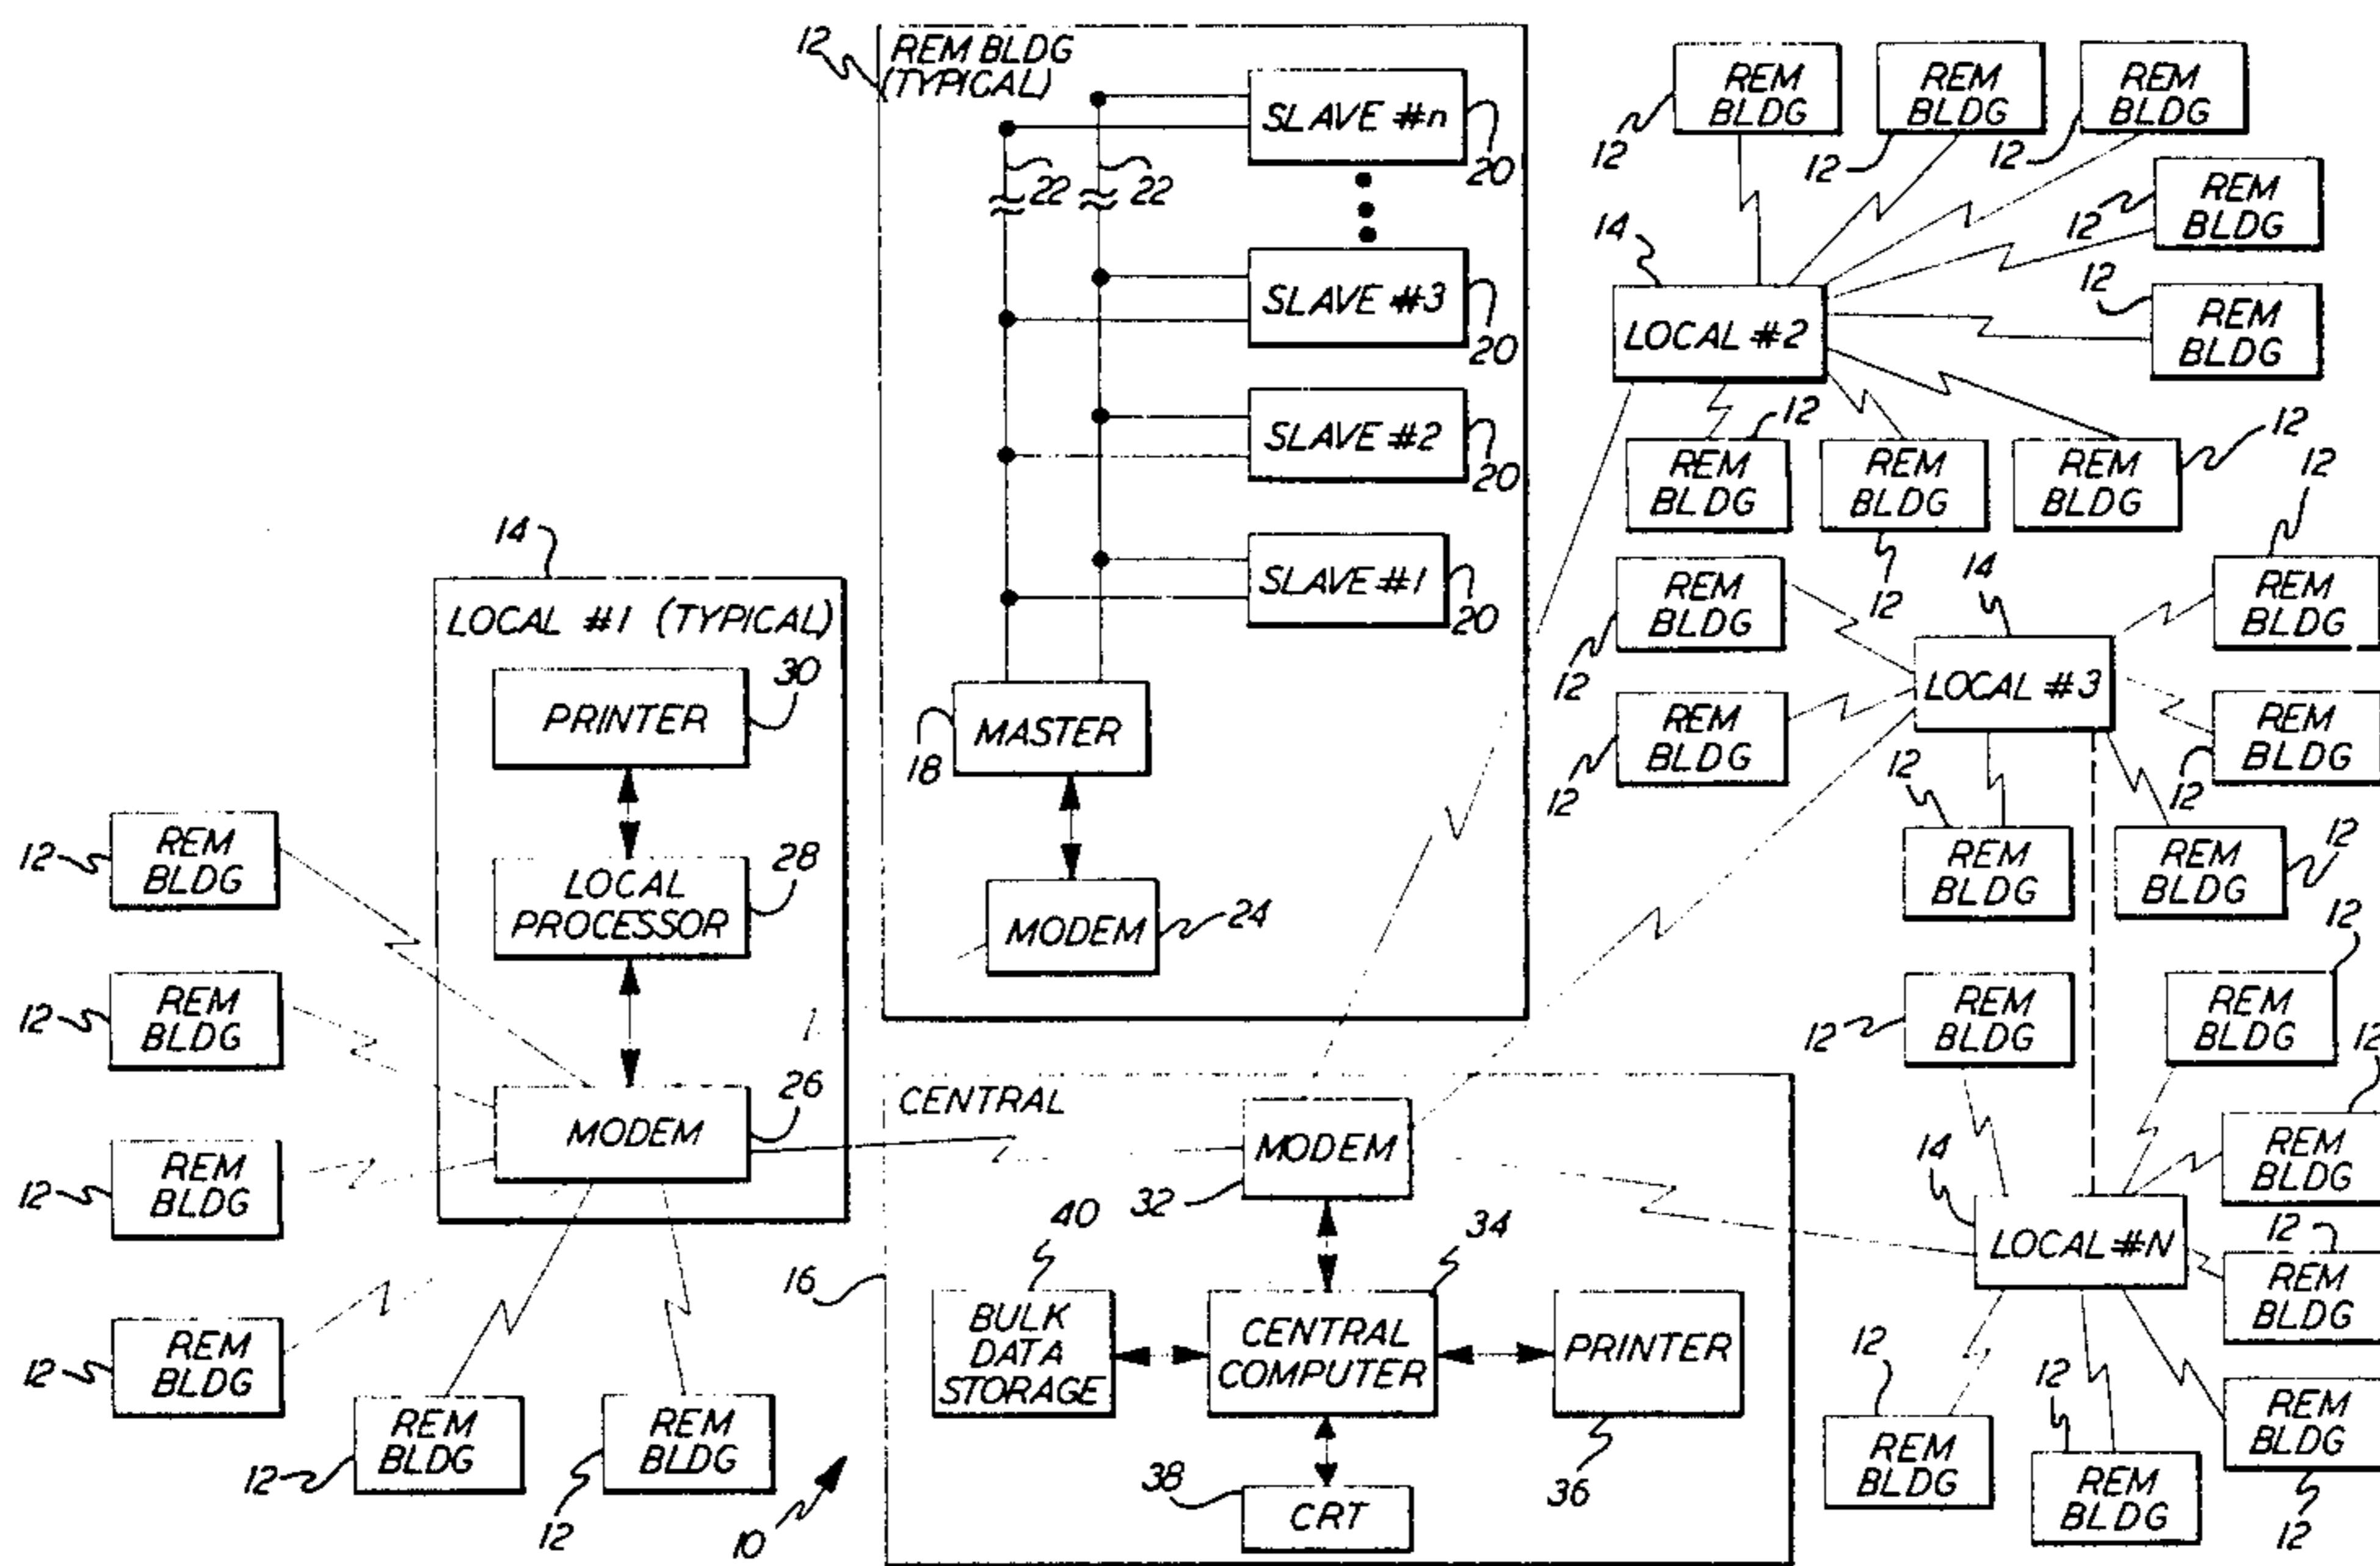 12
REM BLDG
(TYPICAL)
SLAVE #n
20
22
22
SLAVE #3
20
SLAVE #2
20
SLAVE #1
20
18
MASTER
MODEM
24
14
LOCAL #1 (TYPICAL)
PRINTER
30
LOCAL
PROCESSOR
28
MODEM
26
12
REM
BLDG
12
REM
BLDG
12
REM
BLDG
12
REM
BLDG
12
REM
BLDG
12
REM
BLDG
10
CENTRAL
16
MODEM
32
40
34
BULK
DATA
STORAGE
CENTRAL
COMPUTER
PRINTER
36
38
CRT
REM
BLDG
12
REM
BLDG
12
REM
BLDG
12
REM
BLDG
12
12
REM
BLDG
14
LOCAL #2
12
REM
BLDG
REM
BLDG
12
REM
BLDG
12
14
LOCAL #3
REM
BLDG
12
REM
BLDG
12
12
REM
BLDG
REM
BLDG
12
12
REM
BLDG
REM
BLDG
12
REM
BLDG
12
12
REM
BLDG
12
REM
BLDG
14
LOCAL #N
12
REM
BLDG
12
REM
BLDG
12
REM
BLDG
REM
BLDG
12